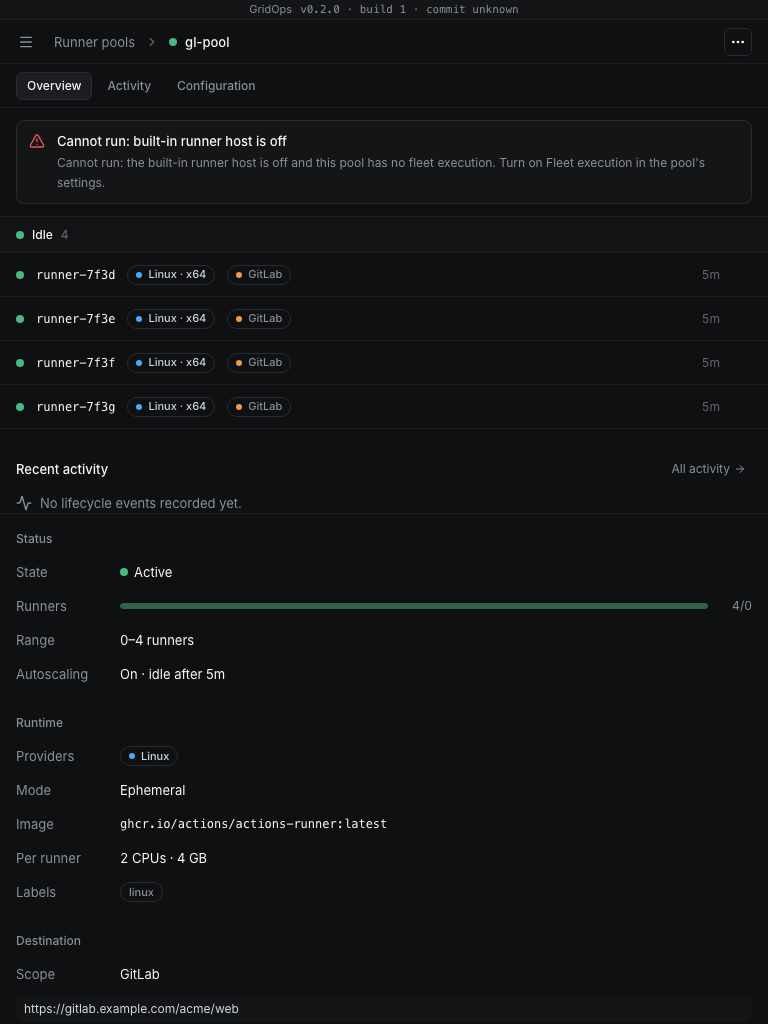 GridOps v0.2.0 · build 1 · commit unknown
Runner pools
gl-pool
Overview Activity Configuration
Cannot run: built-in runner host is off
Cannot run: the built-in runner host is off and this pool has no fleet execution. Turn on Fleet execution in the pool's
settings.
Idle 4
runner-7f3d Linux · x64 GitLab 5m
runner-7f3e Linux · x64 GitLab 5m
runner-7f3f Linux · x64 GitLab 5m
runner-7f3g Linux · x64 GitLab 5m
Recent activity All activity →
No lifecycle events recorded yet.
Status
State Active
Runners 4/0
Range 0–4 runners
Autoscaling On · idle after 5m
Runtime
Providers Linux
Mode Ephemeral
Image ghcr.io/actions/actions-runner:latest
Per runner 2 CPUs · 4 GB
Labels linux
Destination
Scope GitLab
https://gitlab.example.com/acme/web